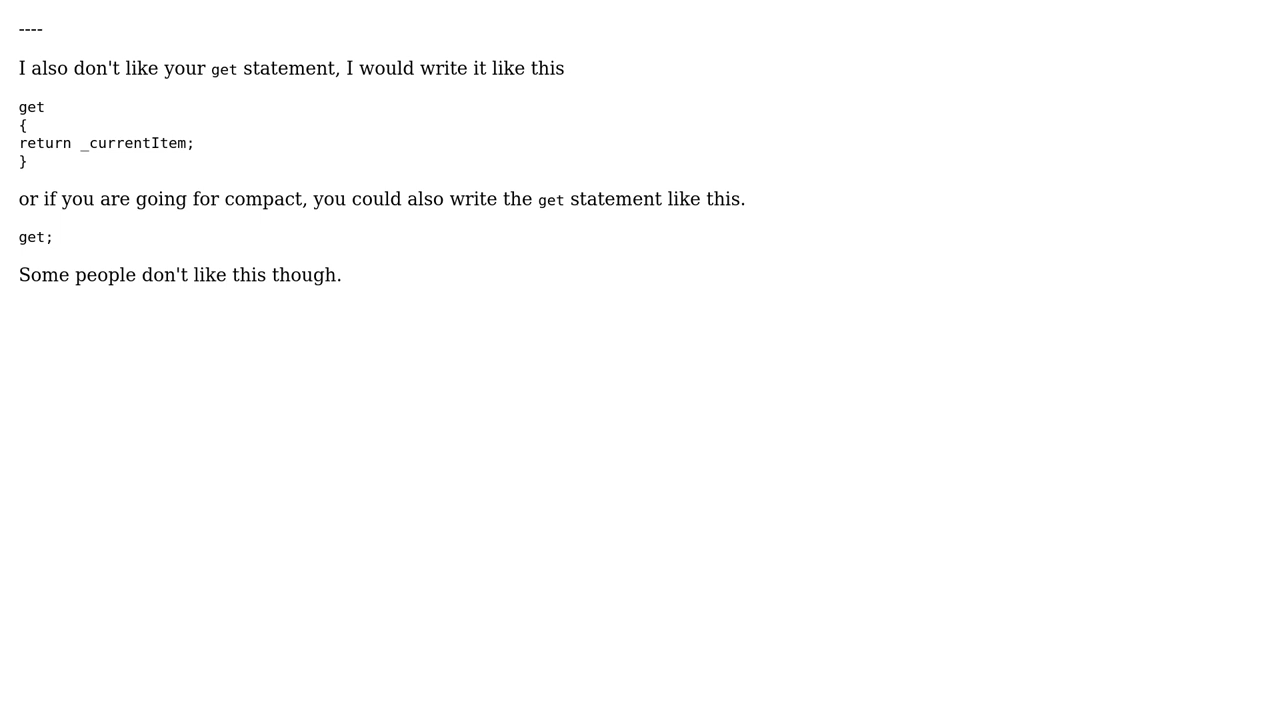 ----
I also don't like your get statement, I would write it like this
get
{
return _currentItem;
}
or if you are going for compact, you could also write the get statement like this.
get;
Some people don't like this though.